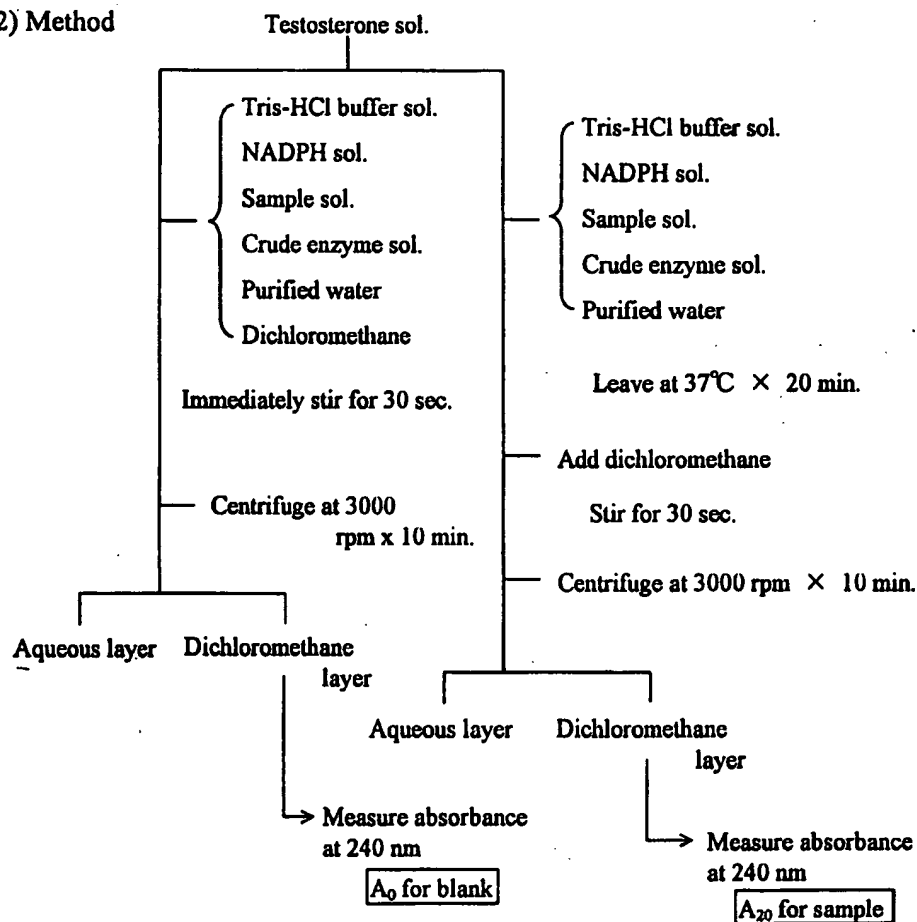 2) Method
Testosterone sol.
Tris-HCl buffer sol.
NADPH sol.
Sample sol.
Crude enzyme sol.
Purified water
Dichloromethane
Immediately stir for 30 sec.
Centrifuge at 3000
rpm x 10 min.
Aqueous layer
Dichloromethane
layer
Measure absorbance
at 240 nm
A0 for blank
Tris-HCl buffer sol.
NADPH sol.
Sample sol.
Crude enzyme sol.
Purified water
Leave at 37℃ × 20 min.
Add dichloromethane
Stir for 30 sec.
Centrifuge at 3000 rpm × 10 min.
Aqueous layer
Dichloromethane
layer
Measure absorbance
at 240 nm
A20 for sample